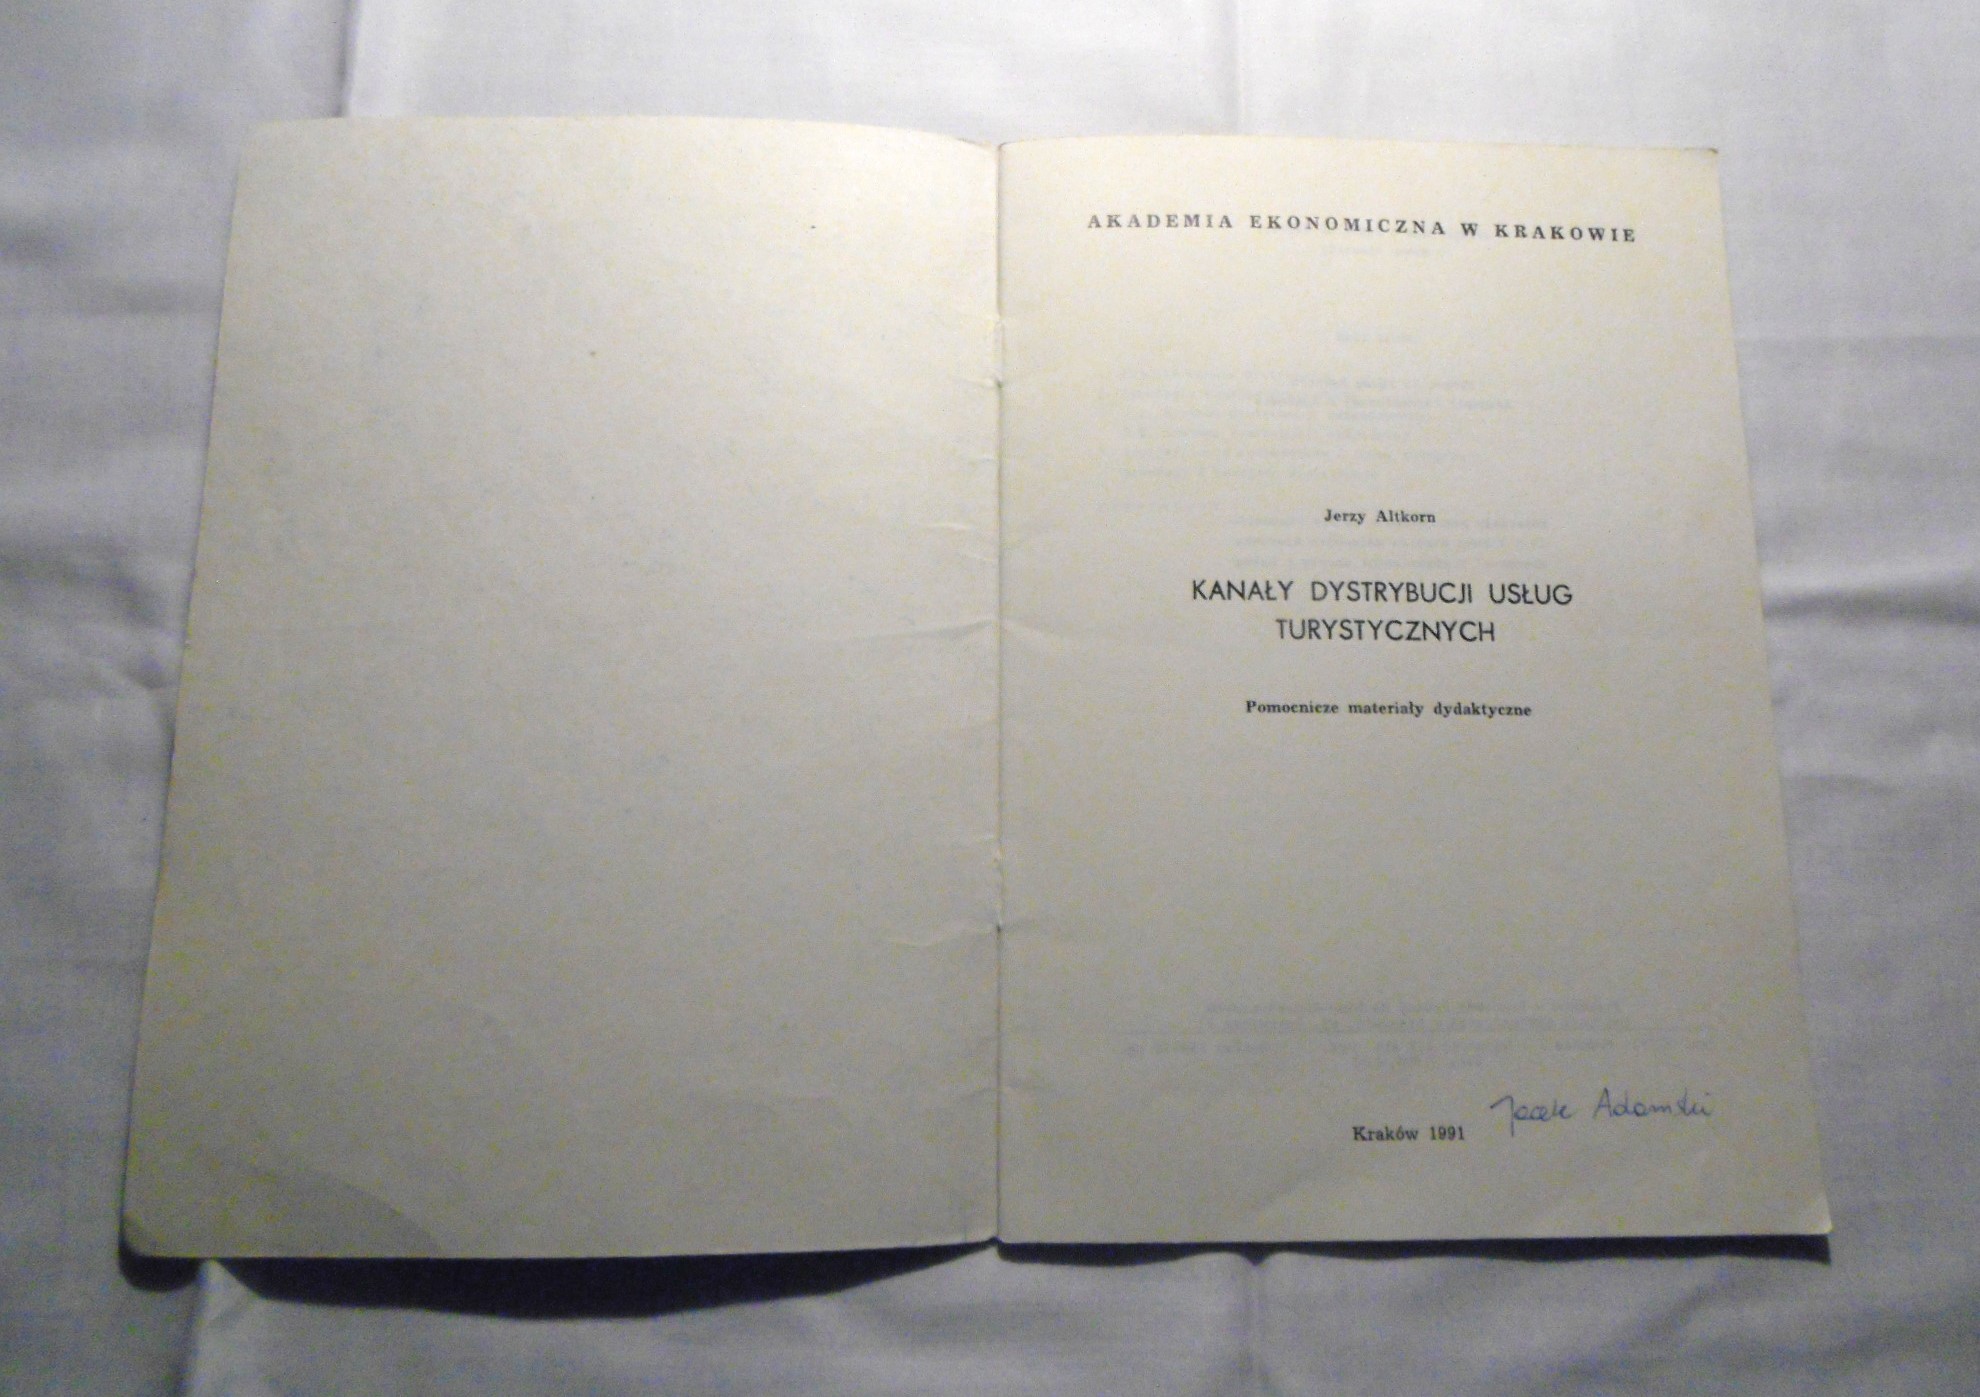 AKADEMIA EKONOMICZNA W KRAKOWIE
Jerzy Altkorn
KANAŁY DYSTRYBUCJI USŁUG
TURYSTYCZNYCH
Pomocnicze materiały dydaktyczne
Jacek Adamski
Kraków 1991